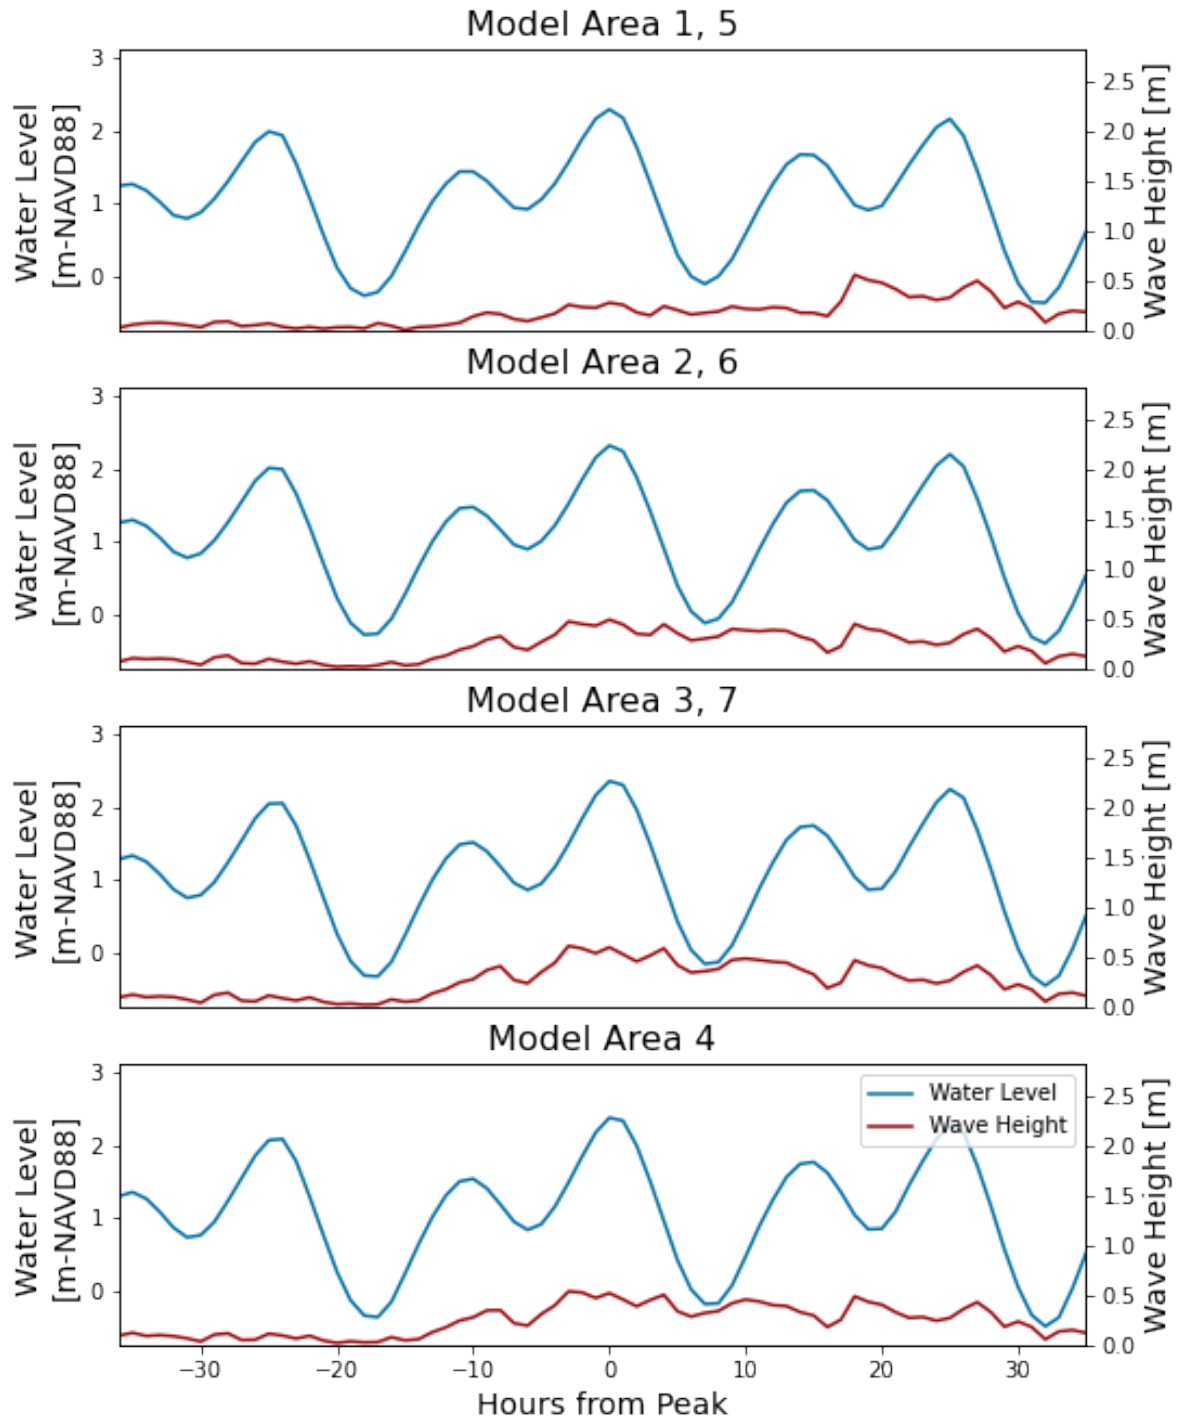 Model Area 1, 5
Water Level
[m-NAVD88]
3
2
1
0
2.5
2.0
1.5
1.0
0.5
0.0
Wave Height [m]
Model Area 2, 6
Water Level
[m-NAVD88]
3
2
1
0
2.5
2.0
1.5
1.0
0.5
0.0
Wave Height [m]
Model Area 3, 7
Water Level
[m-NAVD88]
3
2
1
0
2.5
2.0
1.5
1.0
0.5
0.0
Wave Height [m]
Model Area 4
Water Level
[m-NAVD88]
3
2
1
0
Water Level
Wave Height
2.5
2.0
1.5
1.0
0.5
0.0
Wave Height [m]
−30 −20 −10 0 10 20 30
Hours from Peak